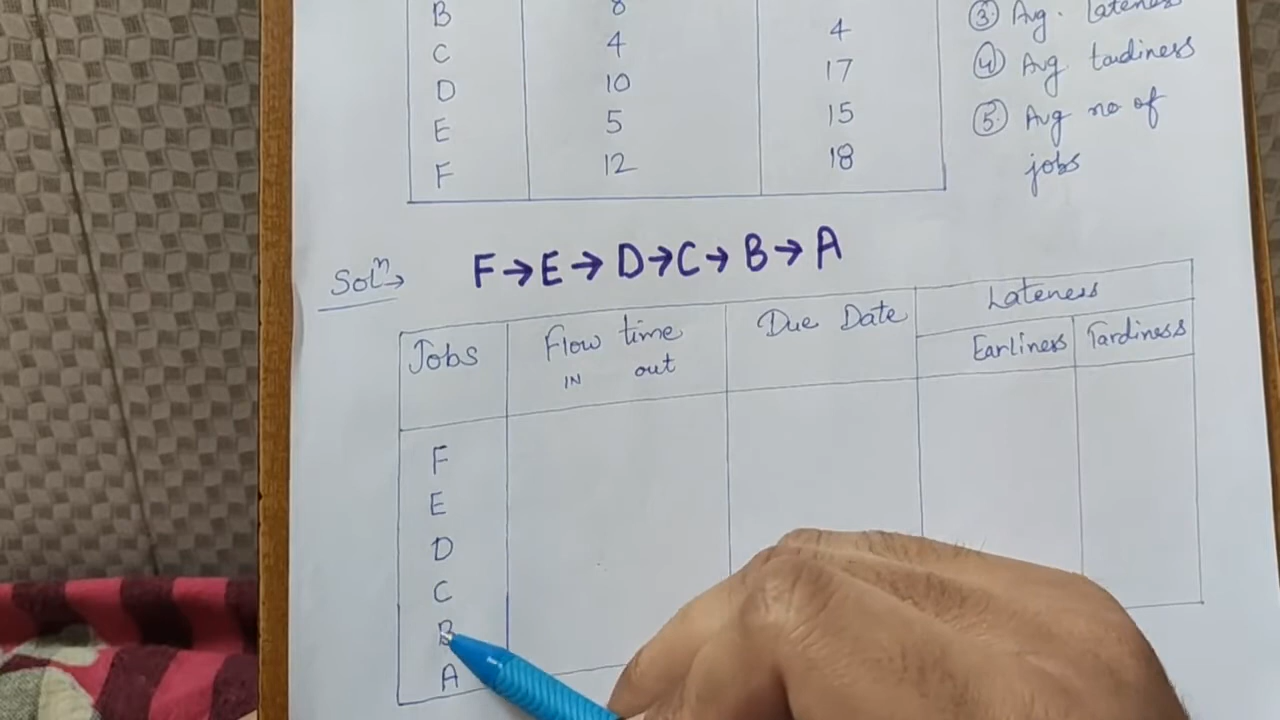 B 8 ③ Avg. Lateness
C 4 4
D 10 17 ④ Avg tardiness
E 5 15 ⑤ Avg no of
F 12 18 jobs
Solⁿ→ F→E→D→C→B→A
Jobs Flow time Due Date Lateness
IN out Earliness Tardiness
F
E
D
C
B
A